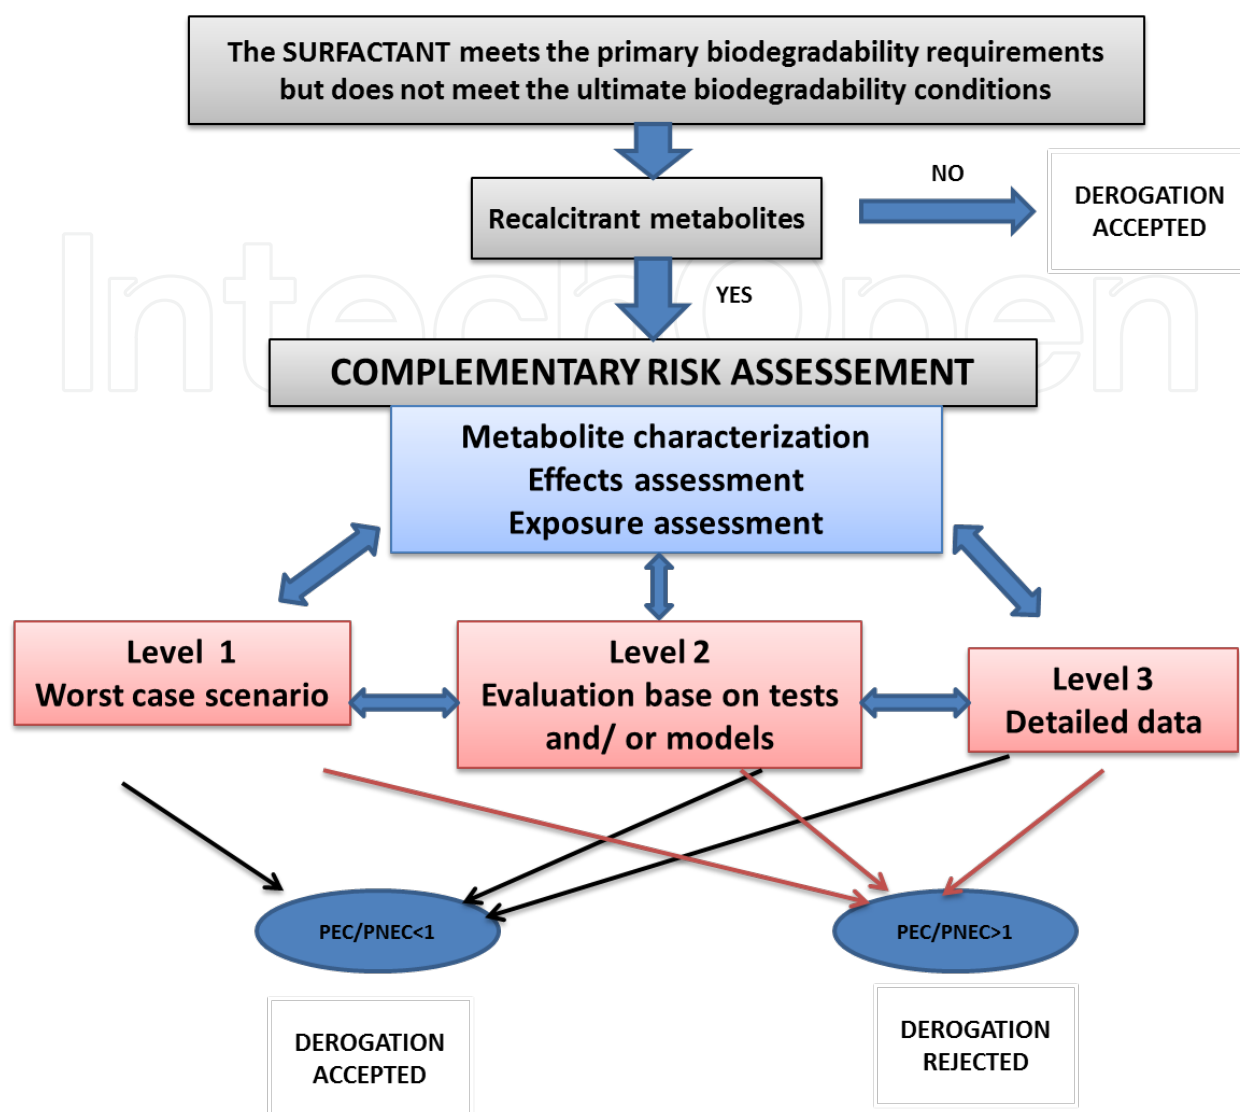 The SURFACTANT meets the primary biodegradability requirements
but does not meet the ultimate biodegradability conditions
Recalcitrant metabolites
NO
DEROGATION
ACCEPTED
YES
IntechOpen
COMPLEMENTARY RISK ASSESSEMENT
Metabolite characterization
Effects assessment
Exposure assessment
Level 1
Worst case scenario
Level 2
Evaluation base on tests
and/ or models
Level 3
Detailed data
PEC/PNEC<1
PEC/PNEC>1
DEROGATION
ACCEPTED
DEROGATION
REJECTED